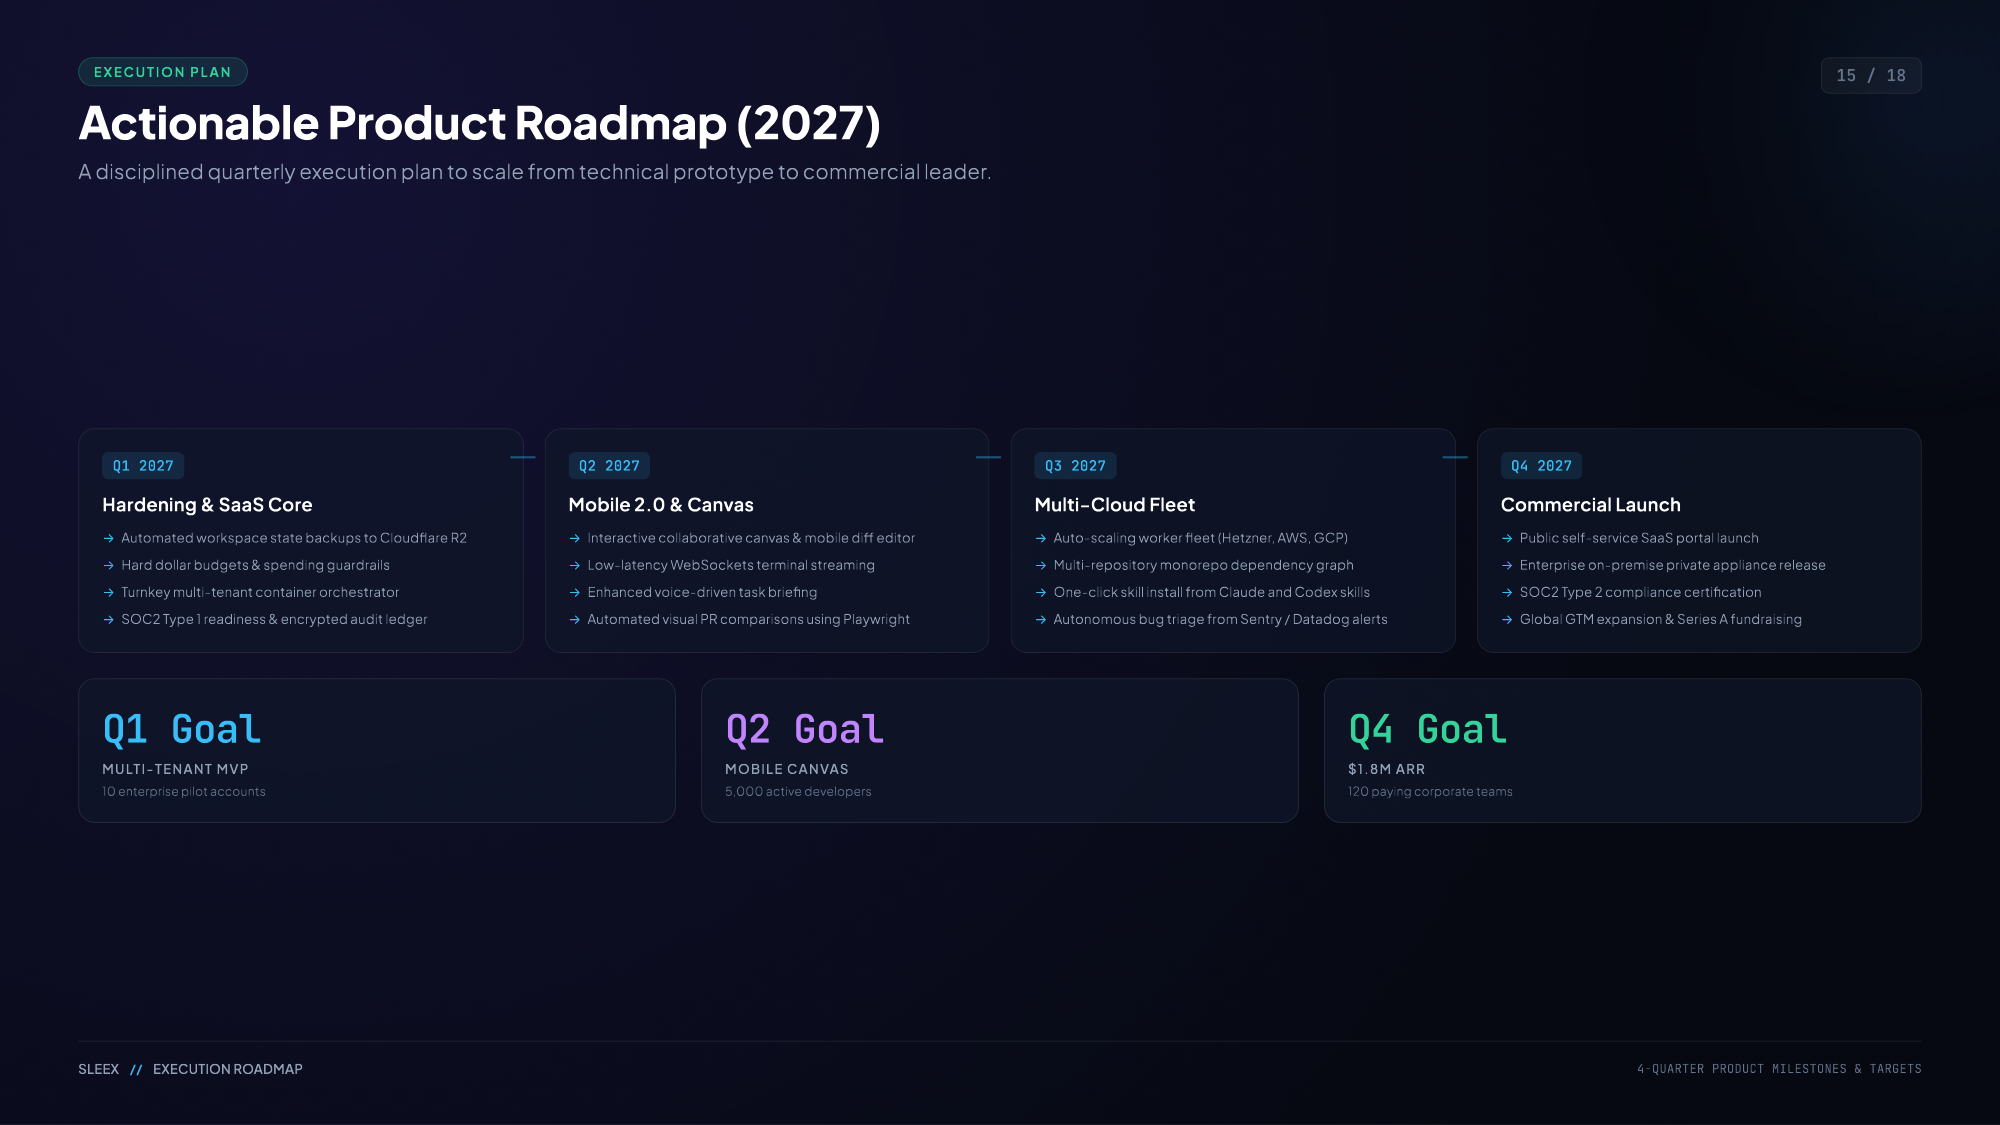 EXECUTION PLAN
15 / 18
Actionable Product Roadmap (2027)
A disciplined quarterly execution plan to scale from technical prototype to commercial leader.
Q1 2027
Hardening & SaaS Core
→ Automated workspace state backups to Cloudflare R2
→ Hard dollar budgets & spending guardrails
→ Turnkey multi-tenant container orchestrator
→ SOC2 Type 1 readiness & encrypted audit ledger
Q2 2027
Mobile 2.0 & Canvas
→ Interactive collaborative canvas & mobile diff editor
→ Low-latency WebSockets terminal streaming
→ Enhanced voice-driven task briefing
→ Automated visual PR comparisons using Playwright
Q3 2027
Multi-Cloud Fleet
→ Auto-scaling worker fleet (Hetzner, AWS, GCP)
→ Multi-repository monorepo dependency graph
→ One-click skill install from Claude and Codex skills
→ Autonomous bug triage from Sentry / Datadog alerts
Q4 2027
Commercial Launch
→ Public self-service SaaS portal launch
→ Enterprise on-premise private appliance release
→ SOC2 Type 2 compliance certification
→ Global GTM expansion & Series A fundraising
Q1 Goal
MULTI-TENANT MVP
10 enterprise pilot accounts
Q2 Goal
MOBILE CANVAS
5,000 active developers
Q4 Goal
$1.8M ARR
120 paying corporate teams
SLEEX // EXECUTION ROADMAP
4-QUARTER PRODUCT MILESTONES & TARGETS